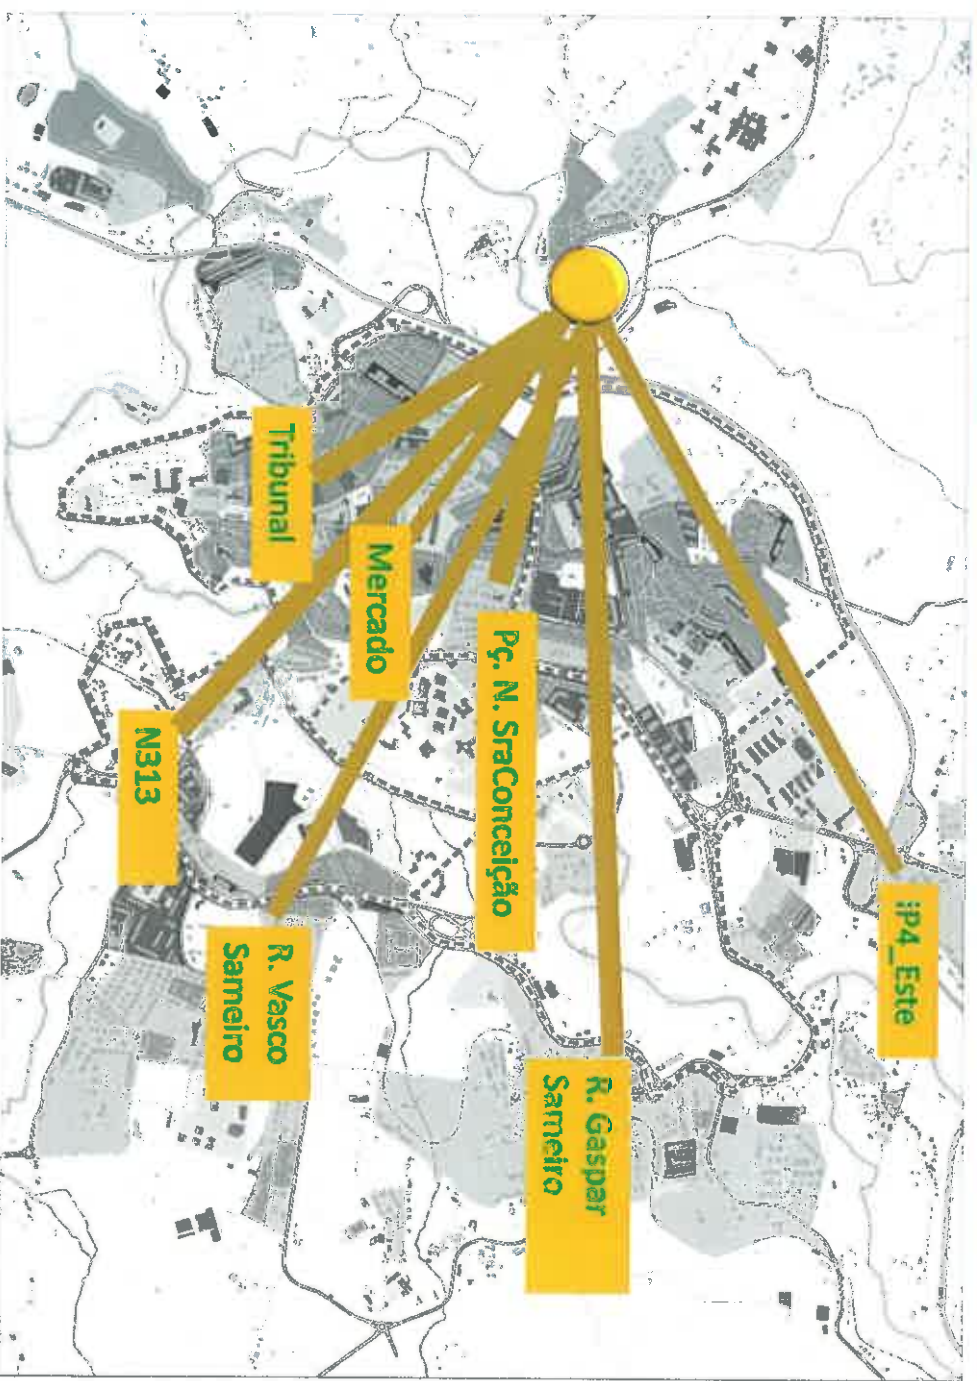 iP4_Este
R. Gaspar
Sameiro
Pç. N. SraConceição
Mercado
Tribunal
R. Vasco
Sameiro
N313